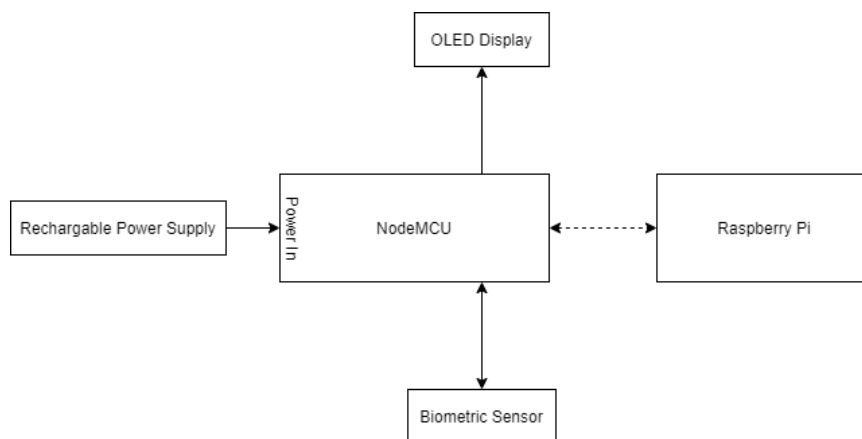 OLED Display
Rechargable Power Supply
Power In
NodeMCU
Raspberry Pi
Biometric Sensor